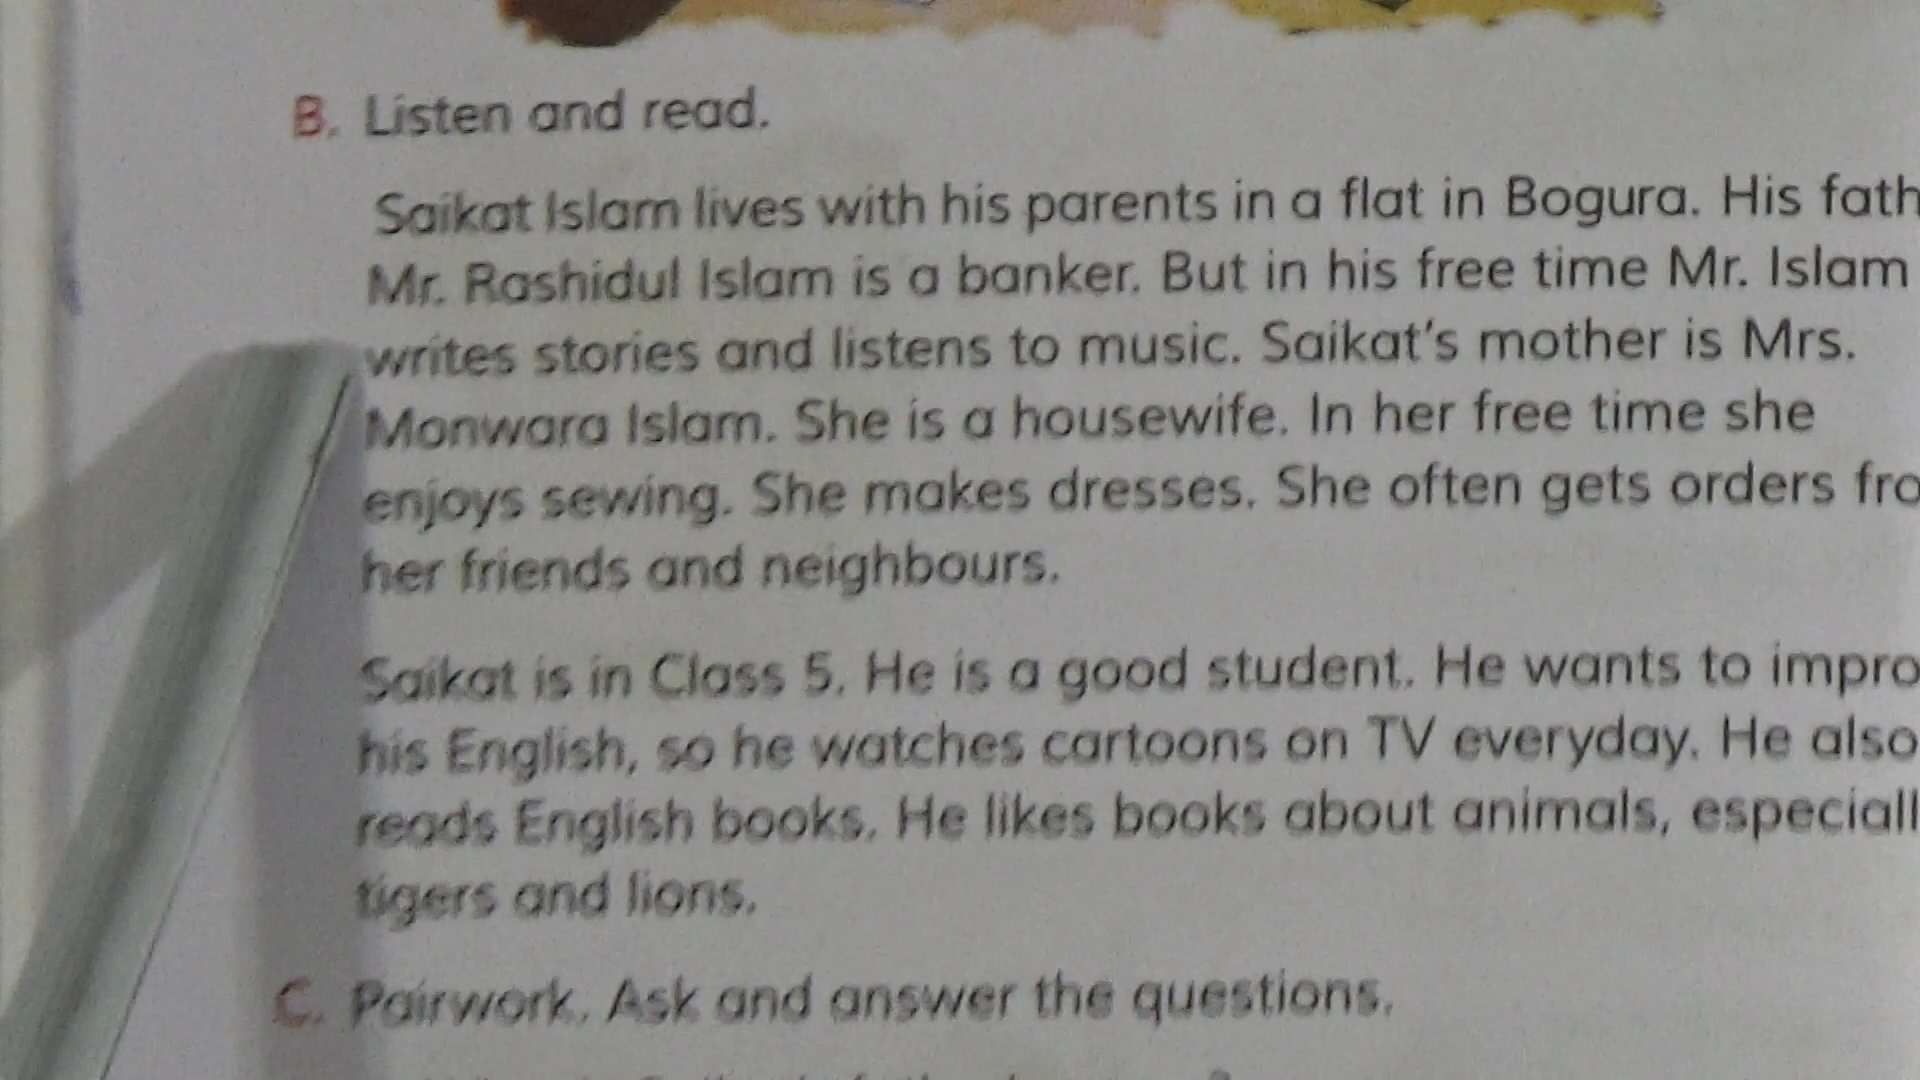 B. Listen and read.
Saikat Islam lives with his parents in a flat in Bogura. His fath
Mr. Rashidul Islam is a banker. But in his free time Mr. Islam
writes stories and listens to music. Saikat's mother is Mrs.
Monwara Islam. She is a housewife. In her free time she
enjoys sewing. She makes dresses. She often gets orders fro
her friends and neighbours.
Saikat is in Class 5. He is a good student. He wants to impro
his English, so he watches cartoons on TV everyday. He also
reads English books. He likes books about animals, especiall
tigers and lions.
C. Pairwork. Ask and answer the questions.